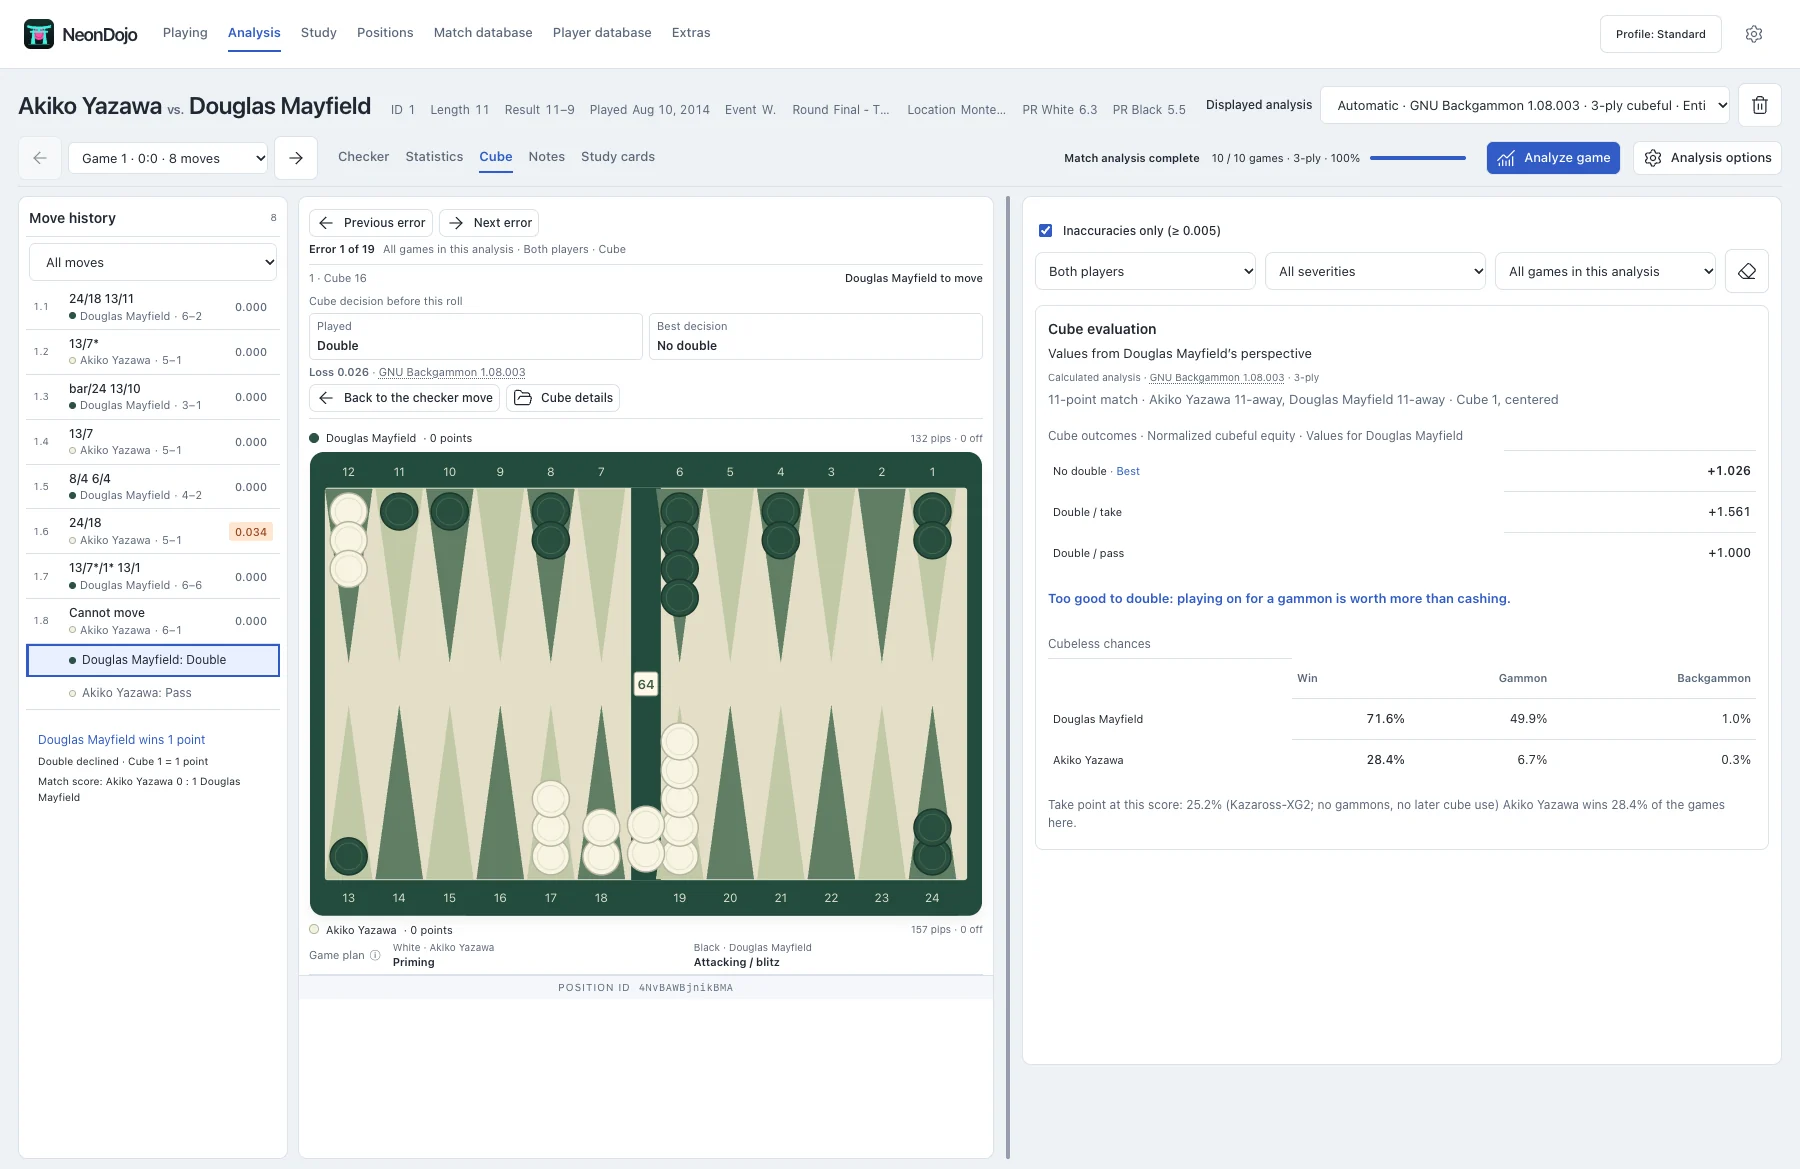 NeonDojo
Playing
Analysis
Study
Positions
Match database
Player database
Extras
Profile: Standard
Akiko Yazawa vs. Douglas Mayfield
ID 1
Length 11
Result 11–9
Played Aug 10, 2014
Event W.
Round Final - T...
Location Monte...
PR White 6.3
PR Black 5.5
Displayed analysis
Automatic · GNU Backgammon 1.08.003 · 3-ply cubeful · Enti
Game 1 · 0:0 · 8 moves
Checker
Statistics
Cube
Notes
Study cards
Match analysis complete
10 / 10 games · 3-ply · 100%
Analyze game
Analysis options
Move history
8
All moves
1.1
24/18 13/11
Douglas Mayfield · 6–2
0.000
1.2
13/7*
Akiko Yazawa · 5–1
0.000
1.3
bar/24 13/10
Douglas Mayfield · 3–1
0.000
1.4
13/7
Akiko Yazawa · 5–1
0.000
1.5
8/4 6/4
Douglas Mayfield · 4–2
0.000
1.6
24/18
Akiko Yazawa · 5–1
0.034
1.7
13/7*/1* 13/1
Douglas Mayfield · 6–6
0.000
1.8
Cannot move
Akiko Yazawa · 6–1
0.000
Douglas Mayfield: Double
Akiko Yazawa: Pass
Douglas Mayfield wins 1 point
Double declined · Cube 1 = 1 point
Match score: Akiko Yazawa 0 : 1 Douglas
Mayfield
Previous error
Next error
Error 1 of 19
All games in this analysis · Both players · Cube
1 · Cube 16
Douglas Mayfield to move
Cube decision before this roll
Played
Double
Best decision
No double
Loss 0.026 · GNU Backgammon 1.08.003
Back to the checker move
Cube details
Douglas Mayfield · 0 points
132 pips · 0 off
12 11 10 9 8 7 6 5 4 3 2 1
64
13 14 15 16 17 18 19 20 21 22 23 24
Akiko Yazawa · 0 points
157 pips · 0 off
Game plan
White · Akiko Yazawa
Priming
Black · Douglas Mayfield
Attacking / blitz
POSITION ID 4NvBAWBjnikBMA
Inaccuracies only (≥ 0.005)
Both players
All severities
All games in this analysis
Cube evaluation
Values from Douglas Mayfield's perspective
Calculated analysis · GNU Backgammon 1.08.003 · 3-ply
11-point match · Akiko Yazawa 11-away, Douglas Mayfield 11-away · Cube 1, centered
Cube outcomes · Normalized cubeful equity · Values for Douglas Mayfield
No double · Best
+1.026
Double / take
+1.561
Double / pass
+1.000
Too good to double: playing on for a gammon is worth more than cashing.
Cubeless chances
Win Gammon Backgammon
Douglas Mayfield 71.6% 49.9% 1.0%
Akiko Yazawa 28.4% 6.7% 0.3%
Take point at this score: 25.2% (Kazaross-XG2; no gammons, no later cube use) Akiko Yazawa wins 28.4% of the games
here.